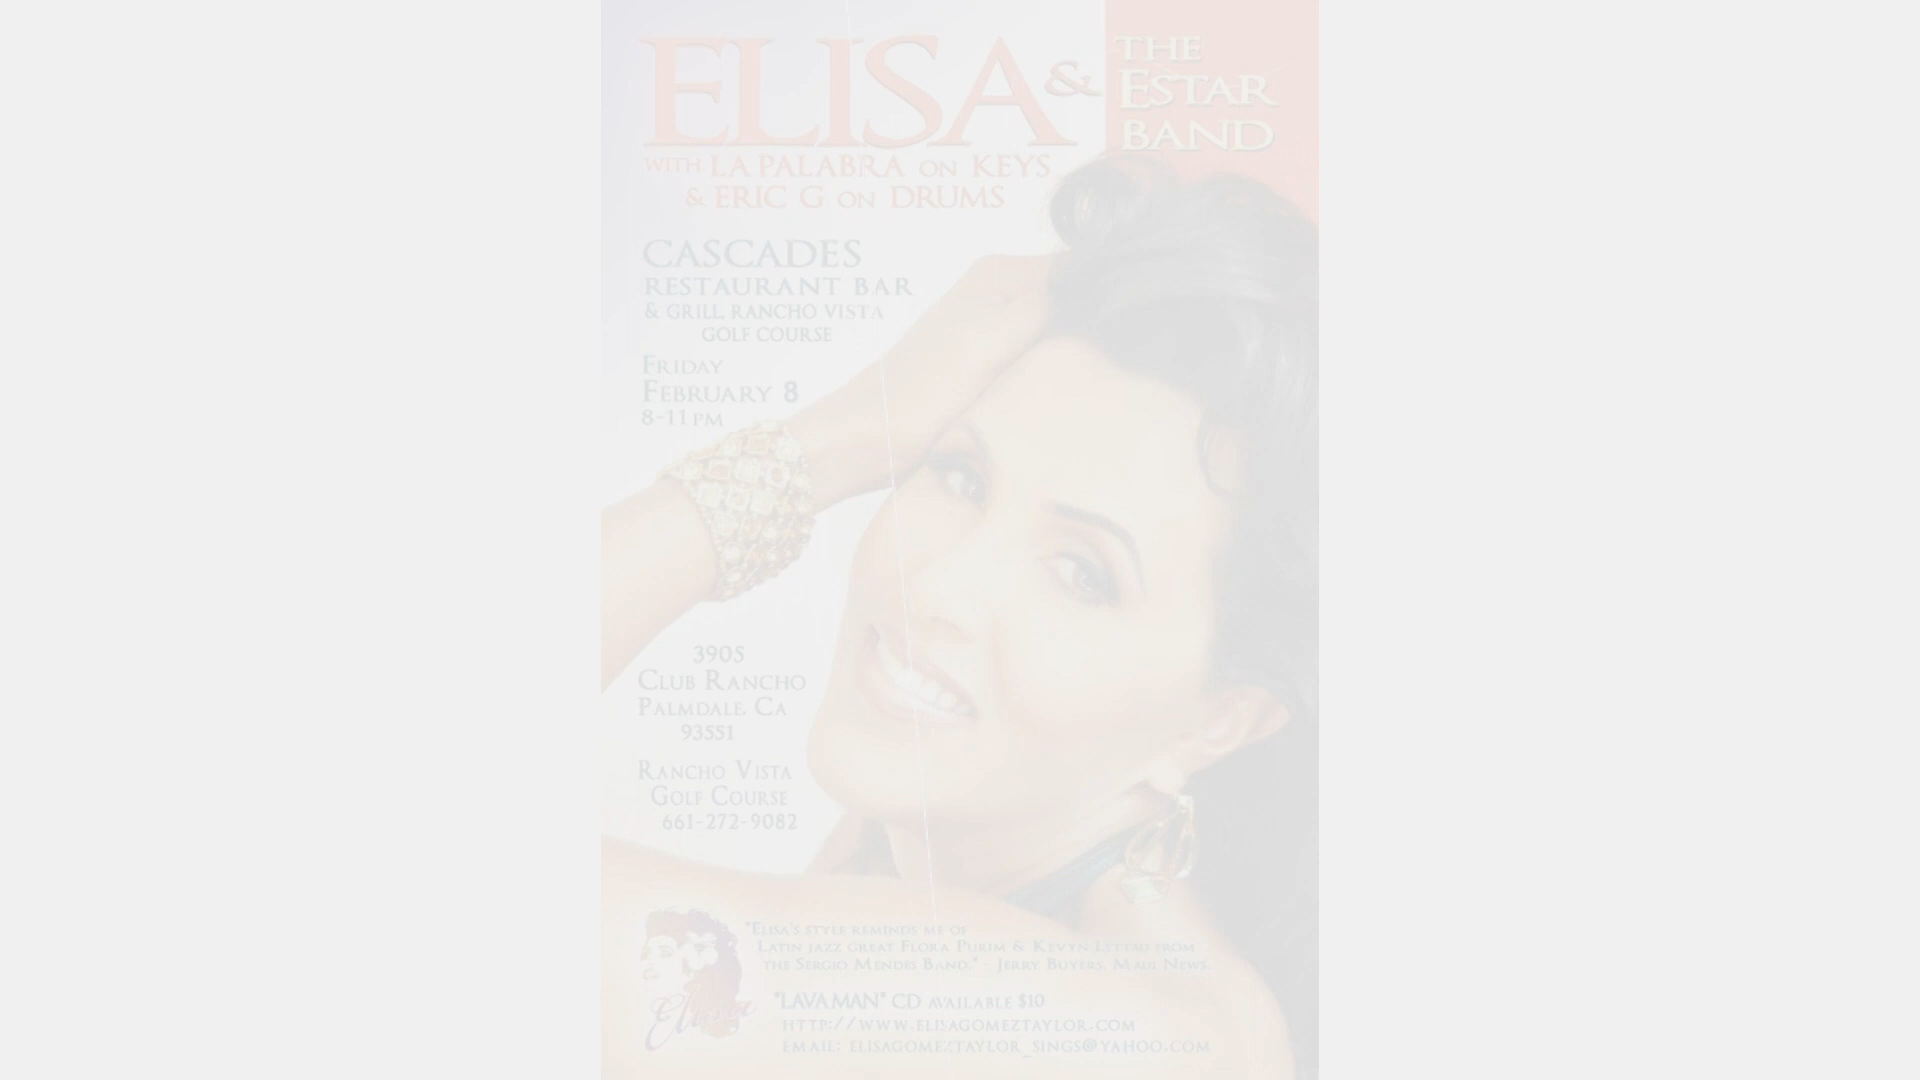 ELISA & THE ESTAR BAND
WITH LA PALABRA ON KEYS
& ERIC G ON DRUMS
CASCADES
RESTAURANT BAR
& GRILL, RANCHO VISTA
GOLF COURSE
FRIDAY
FEBRUARY 8
8-11PM
3905
CLUB RANCHO
PALMDALE, CA
93551
RANCHO VISTA
GOLF COURSE
661-272-9082
Elisa
"ELISA'S STYLE REMINDS ME OF
LATIN JAZZ GREAT FLORA PURIM & KEVYN LETTAU FROM
THE SERGIO MENDES BAND." - JERRY BUYERS, MAUI NEWS.
"LAVA MAN" CD AVAILABLE $10
HTTP://WWW.ELISAGOMEZTAYLOR.COM
EMAIL: ELISAGOMEZTAYLOR_SINGS@YAHOO.COM